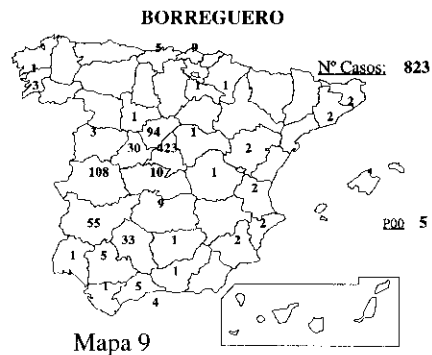 BORREGUERO
5 9
Nº Casos: 823
1 1 1
3 2
1 2
3 94 1
30 423 2
108 107 1
9 2
P00 5
55 2
33 1 2
1 5 1
1 5
4
Mapa 9